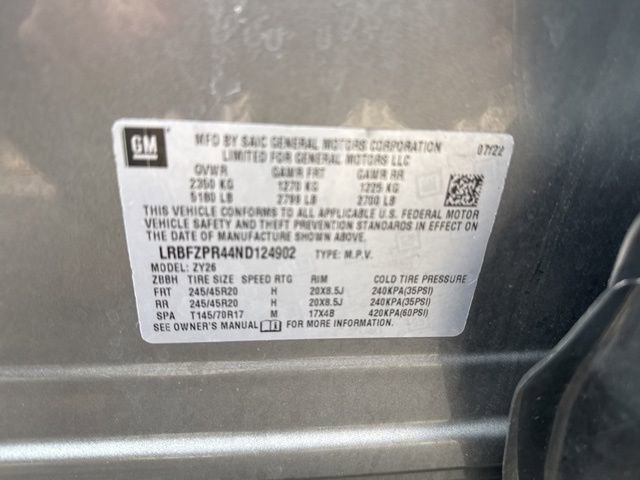 GM
MFD BY SAIC GENERAL MOTORS CORPORATION 07/22
LIMITED FOR GENERAL MOTORS LLC
GVWR GAWR FRT GAWR RR
2350 KG 1270 KG 1225 KG
5180 LB 2799 LB 2700 LB
THIS VEHICLE CONFORMS TO ALL APPLICABLE U.S. FEDERAL MOTOR
VEHICLE SAFETY AND THEFT PREVENTION STANDARDS IN EFFECT ON
THE DATE OF MANUFACTURE SHOWN ABOVE.
LRBFZPR44ND124902 TYPE: M.P.V.
MODEL: ZY26
ZBBH TIRE SIZE SPEED RTG RIM COLD TIRE PRESSURE
FRT 245/45R20 H 20X8.5J 240KPA(35PSI)
RR 245/45R20 H 20X8.5J 240KPA(35PSI)
SPA T145/70R17 M 17X4B 420KPA(60PSI)
SEE OWNER'S MANUAL FOR MORE INFORMATION